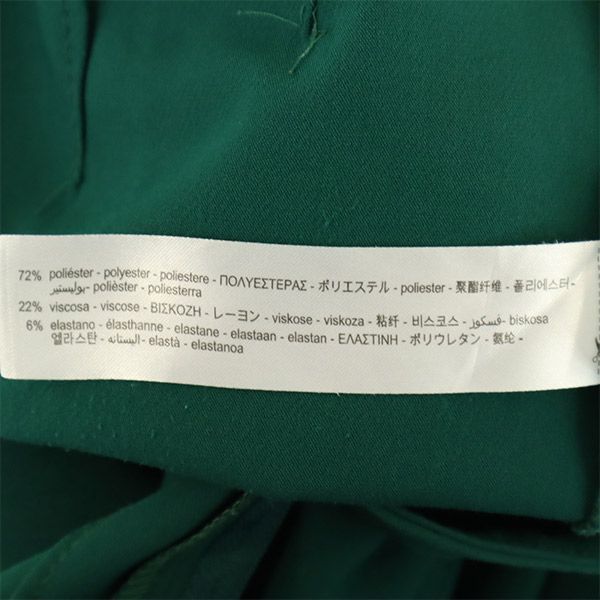 72% poliéster - polyester - poliestere - ΠΟΛΥΕΣΤΕΡΑΣ - ポリエステル - poliester - 聚酯纤维 - 폴리에스터 -
بوليستير - polièster - poliesterra
22% viscosa - viscose - ΒΙΣΚΟΖΗ - レーヨン - viskose - viskoza - 粘纤 - 비스코스 - فسكوز - biskosa
6% elastano - élasthanne - elastane - elastaan - elastan - ΕΛΑΣΤΙΝΗ - ポリウレタン - 氨纶 -
엘라스탄 - اليستانه - elastà - elastanoa